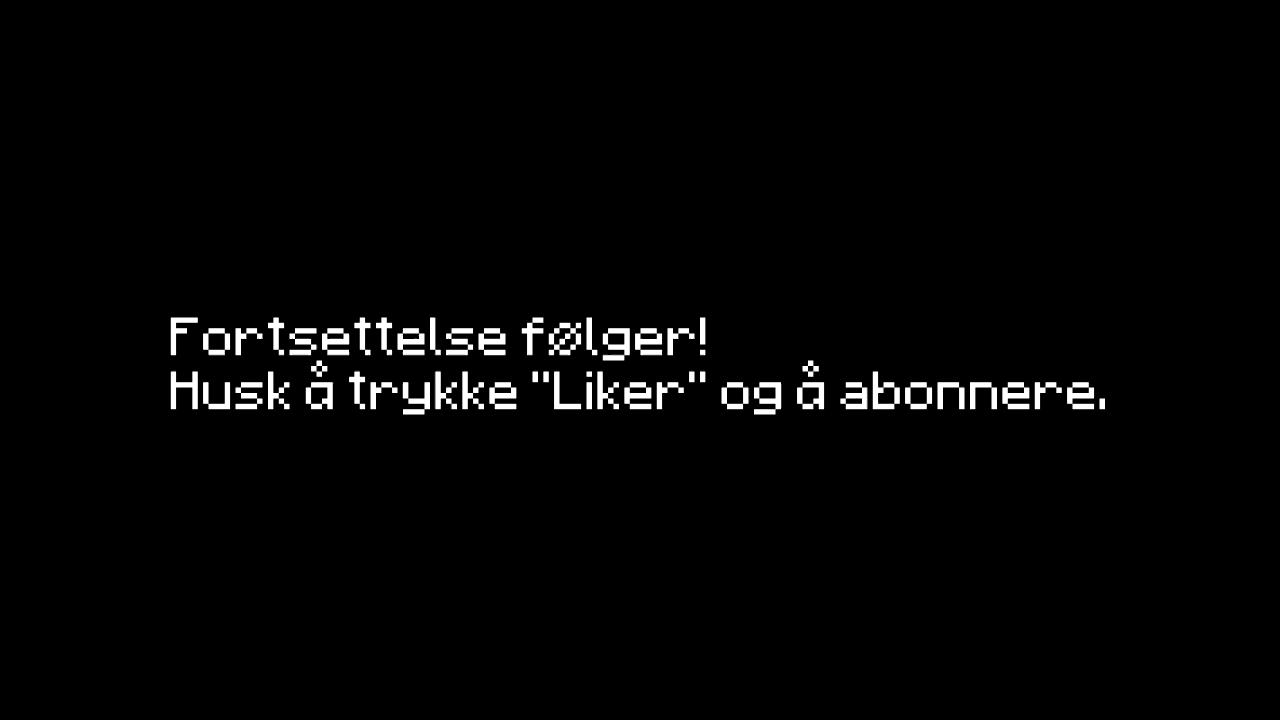 Fortsettelse følger!
Husk å trykke "Liker" og å abonnere.